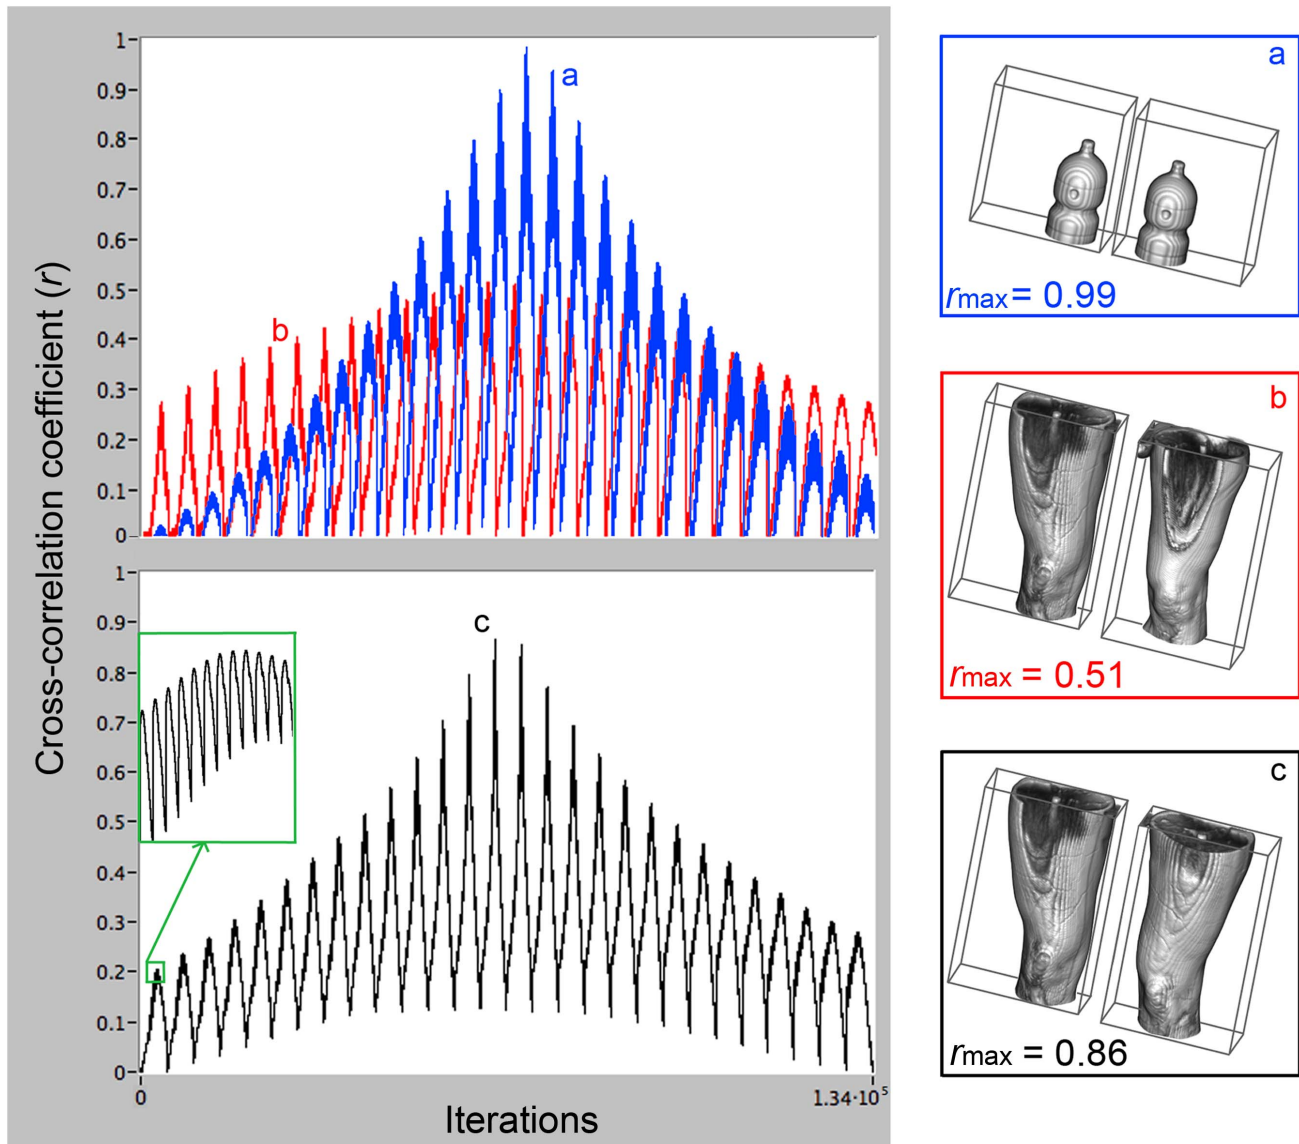 Cross-correlation coefficient (r)
1
0.9
0.8
0.7
0.6
0.5
0.4
0.3
0.2
0.1
0
a
b
1
0.9
0.8
0.7
0.6
0.5
0.4
0.3
0.2
0.1
0
c
0
1.34·10⁵
Iterations
a
rmax = 0.99
b
rmax = 0.51
c
rmax = 0.86